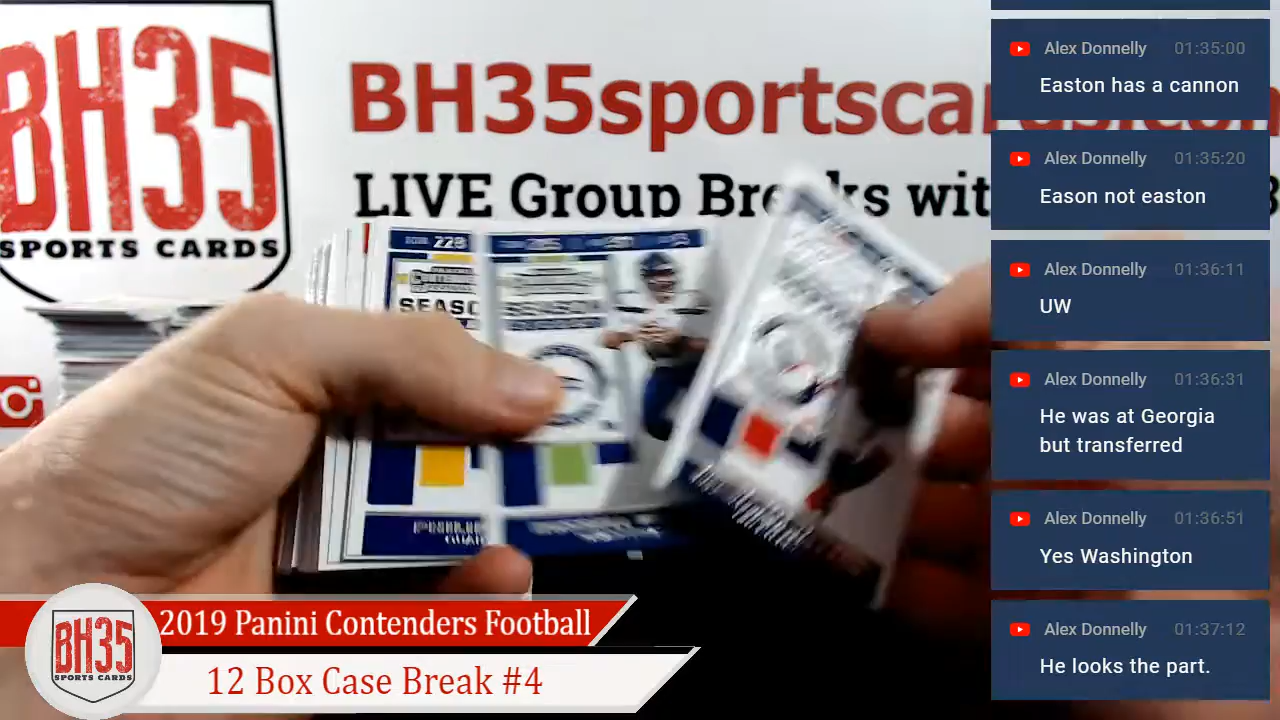 BH35
SPORTS CARDS
BH35sportsca
LIVE Group Breaks wit
228
SEASO
SEASON
2019 Panini Contenders Football
12 Box Case Break #4
BH35
SPORTS CARDS
Alex Donnelly 01:35:00
Easton has a cannon
Alex Donnelly 01:35:20
Eason not easton
Alex Donnelly 01:36:11
UW
Alex Donnelly 01:36:31
He was at Georgia
but transferred
Alex Donnelly 01:36:51
Yes Washington
Alex Donnelly 01:37:12
He looks the part.